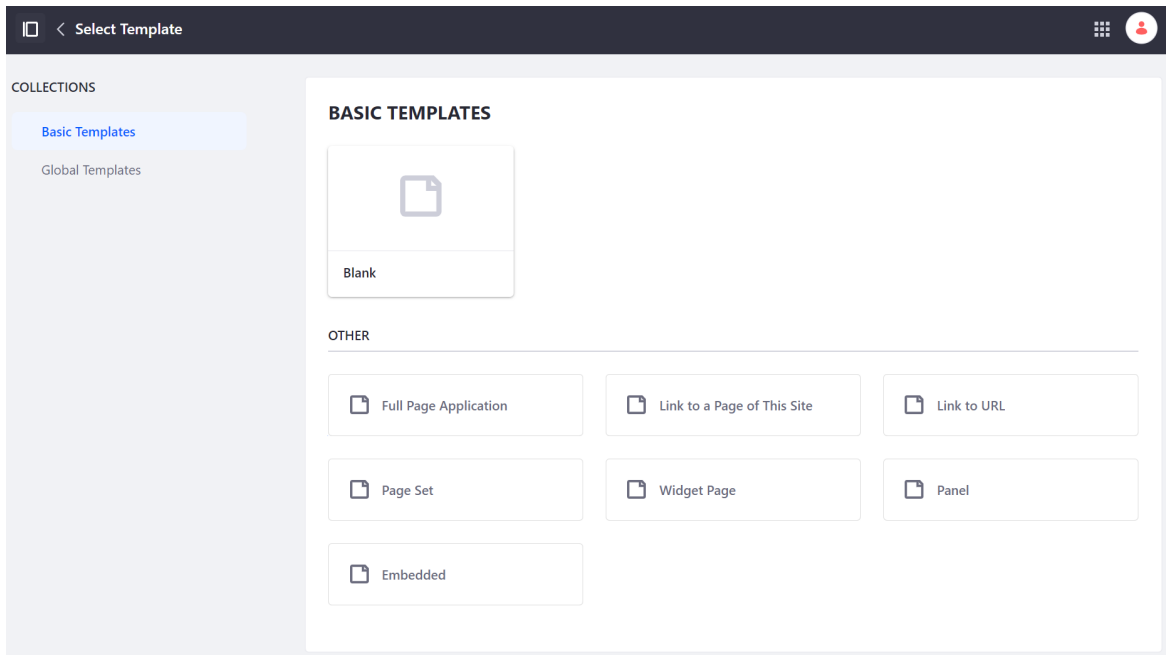 Select Template
COLLECTIONS
Basic Templates
Global Templates
BASIC TEMPLATES
Blank
OTHER
Full Page Application
Link to a Page of This Site
Link to URL
Page Set
Widget Page
Panel
Embedded